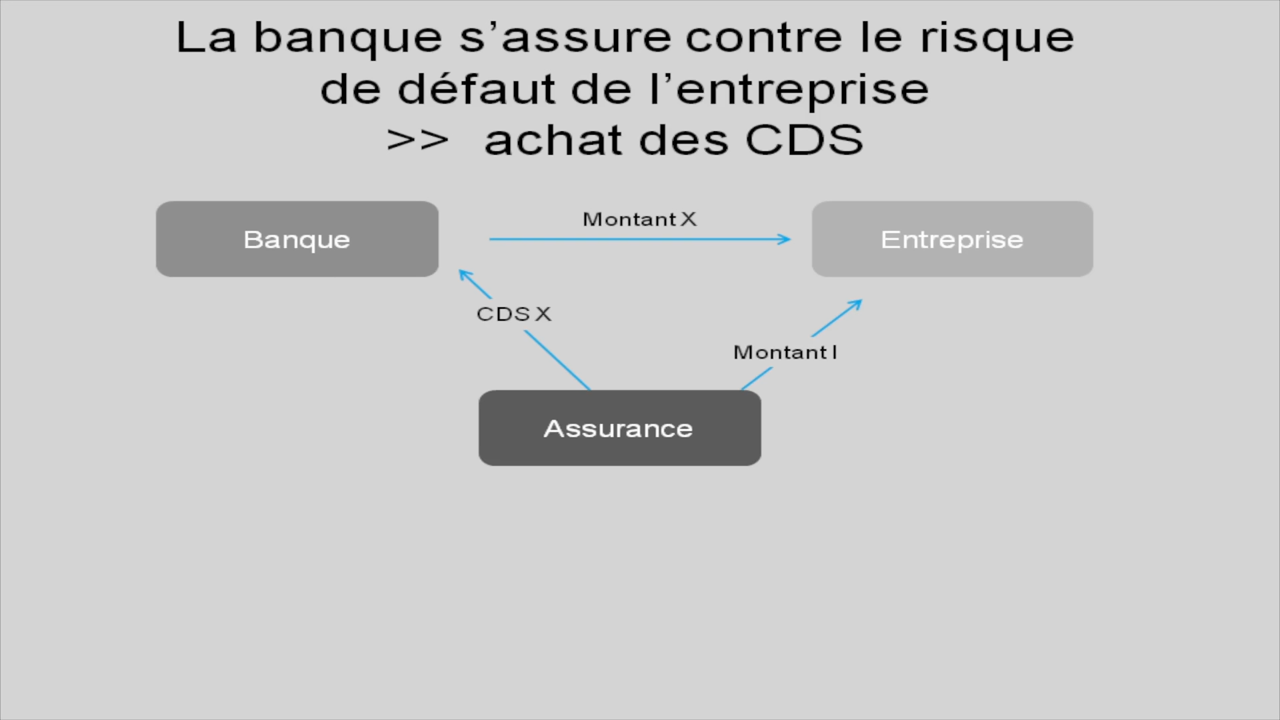 La banque s’assure contre le risque
de défaut de l’entreprise
>> achat des CDS
Montant X
Banque
Entreprise
CDS X
Montant I
Assurance